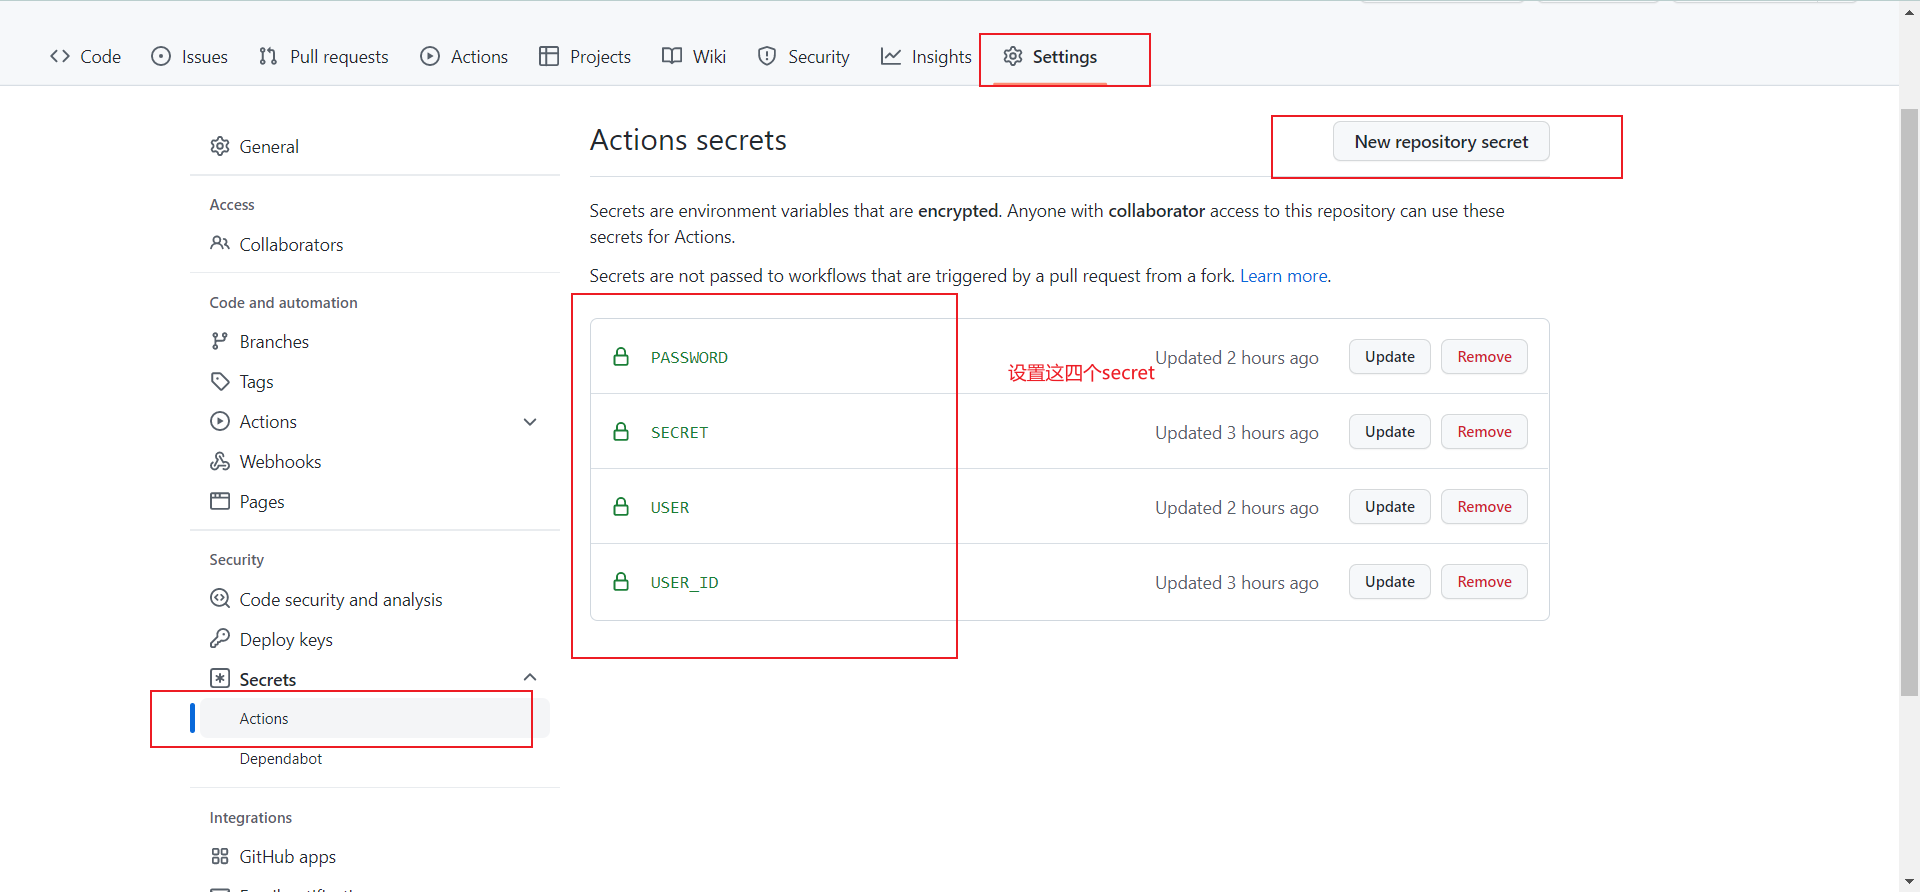 Code Issues Pull requests Actions Projects Wiki Security Insights Settings
General
Access
Collaborators
Code and automation
Branches
Tags
Actions
Webhooks
Pages
Security
Code security and analysis
Deploy keys
Secrets
Actions
Dependabot
Integrations
GitHub apps
Actions secrets
New repository secret
Secrets are environment variables that are encrypted. Anyone with collaborator access to this repository can use these
secrets for Actions.
Secrets are not passed to workflows that are triggered by a pull request from a fork. Learn more.
PASSWORD Updated 2 hours ago Update Remove
设置这四个secret
SECRET Updated 3 hours ago Update Remove
USER Updated 2 hours ago Update Remove
USER_ID Updated 3 hours ago Update Remove